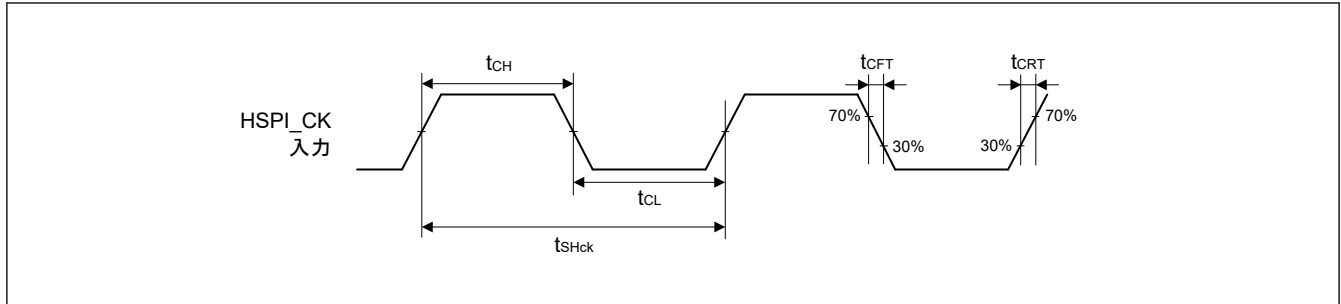 tCH
tCFT
tCRT
HSPI_CK
入力
70%
30%
30%
70%
tCL
tSHck